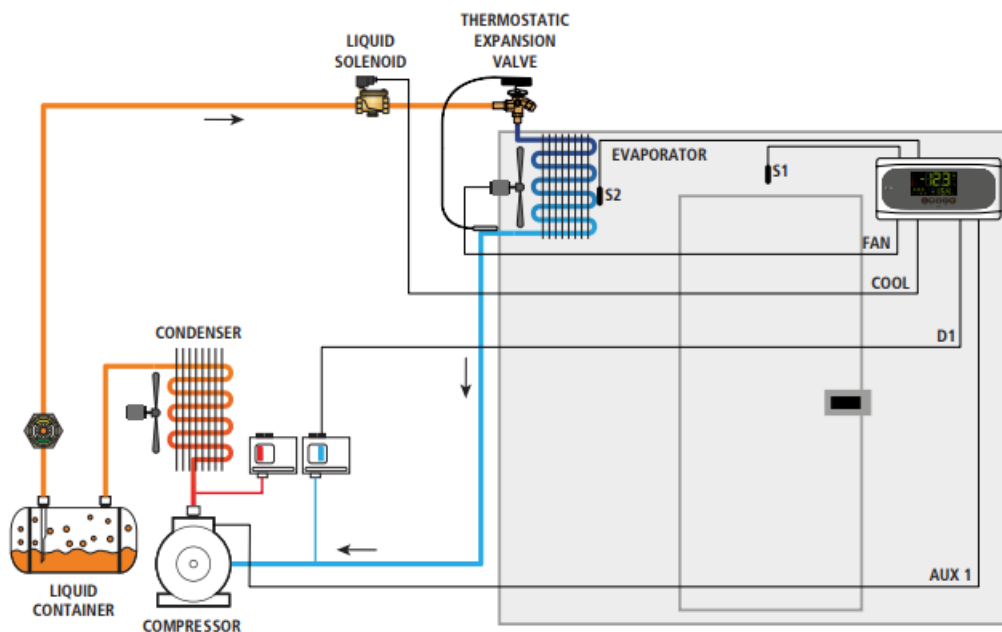 THERMOSTATIC
EXPANSION
VALVE
LIQUID
SOLENOID
EVAPORATOR
S1
S2
FAN
COOL
D1
CONDENSER
AUX 1
LIQUID
CONTAINER
COMPRESSOR